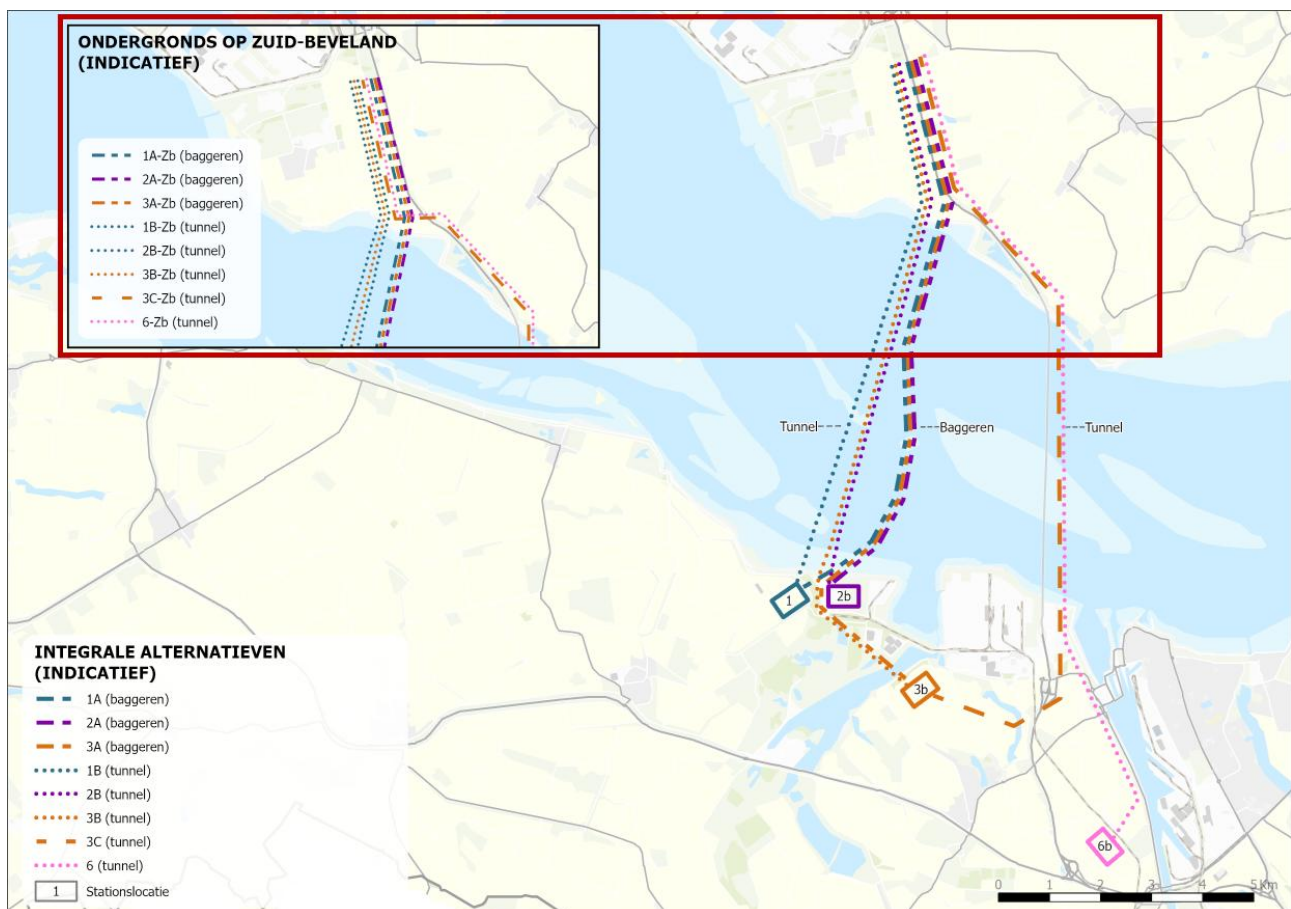 ONDERGRONDS OP ZUID-BEVELAND
(INDICATIEF)
1A-Zb (baggeren)
2A-Zb (baggeren)
3A-Zb (baggeren)
1B-Zb (tunnel)
2B-Zb (tunnel)
3B-Zb (tunnel)
3C-Zb (tunnel)
6-Zb (tunnel)
Tunnel
Baggeren
Tunnel
1
2b
3b
6b
INTEGRALE ALTERNATIEVEN
(INDICATIEF)
1A (baggeren)
2A (baggeren)
3A (baggeren)
1B (tunnel)
2B (tunnel)
3B (tunnel)
3C (tunnel)
6 (tunnel)
1 Stationslocatie
0 1 2 3 4 5 Km